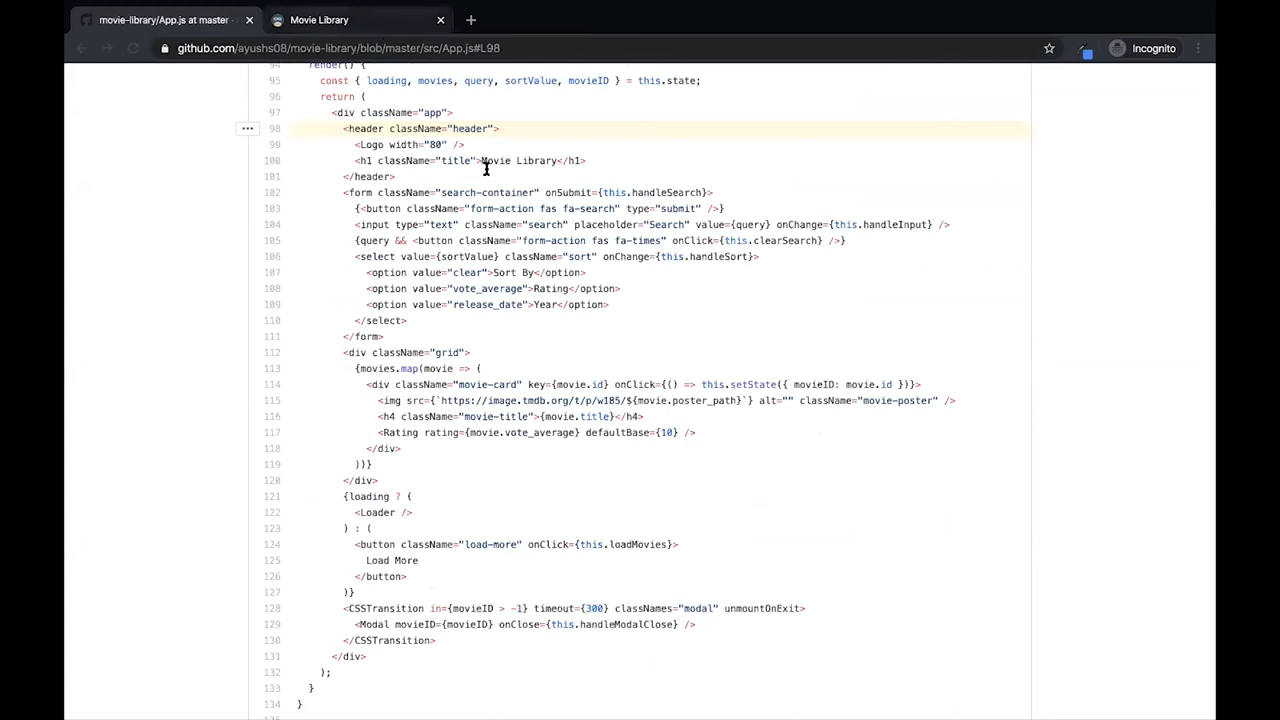 movie-library/App.js at master
Movie Library
github.com/ayushs08/movie-library/blob/master/src/App.js#L98
Incognito
94 render() {
95 const { loading, movies, query, sortValue, movieID } = this.state;
96 return (
97 <div className="app">
98 <header className="header">
99 <Logo width="80" />
100 <h1 className="title">Movie Library</h1>
101 </header>
102 <form className="search-container" onSubmit={this.handleSearch}>
103 {<button className="form-action fas fa-search" type="submit" />}
104 <input type="text" className="search" placeholder="Search" value={query} onChange={this.handleInput} />
105 {query && <button className="form-action fas fa-times" onClick={this.clearSearch} />}
106 <select value={sortValue} className="sort" onChange={this.handleSort}>
107 <option value="clear">Sort By</option>
108 <option value="vote_average">Rating</option>
109 <option value="release_date">Year</option>
110 </select>
111 </form>
112 <div className="grid">
113 {movies.map(movie => (
114 <div className="movie-card" key={movie.id} onClick={() => this.setState({ movieID: movie.id })}>
115 <img src={`https://image.tmdb.org/t/p/w185/${movie.poster_path}`} alt="" className="movie-poster" />
116 <h4 className="movie-title">{movie.title}</h4>
117 <Rating rating={movie.vote_average} defaultBase={10} />
118 </div>
119 ))}
120 </div>
121 {loading ? (
122 <Loader />
123 ) : (
124 <button className="load-more" onClick={this.loadMovies}>
125 Load More
126 </button>
127 )}
128 <CSSTransition in={movieID > -1} timeout={300} classNames="modal" unmountOnExit>
129 <Modal movieID={movieID} onClose={this.handleModalClose} />
130 </CSSTransition>
131 </div>
132 );
133 }
134 }